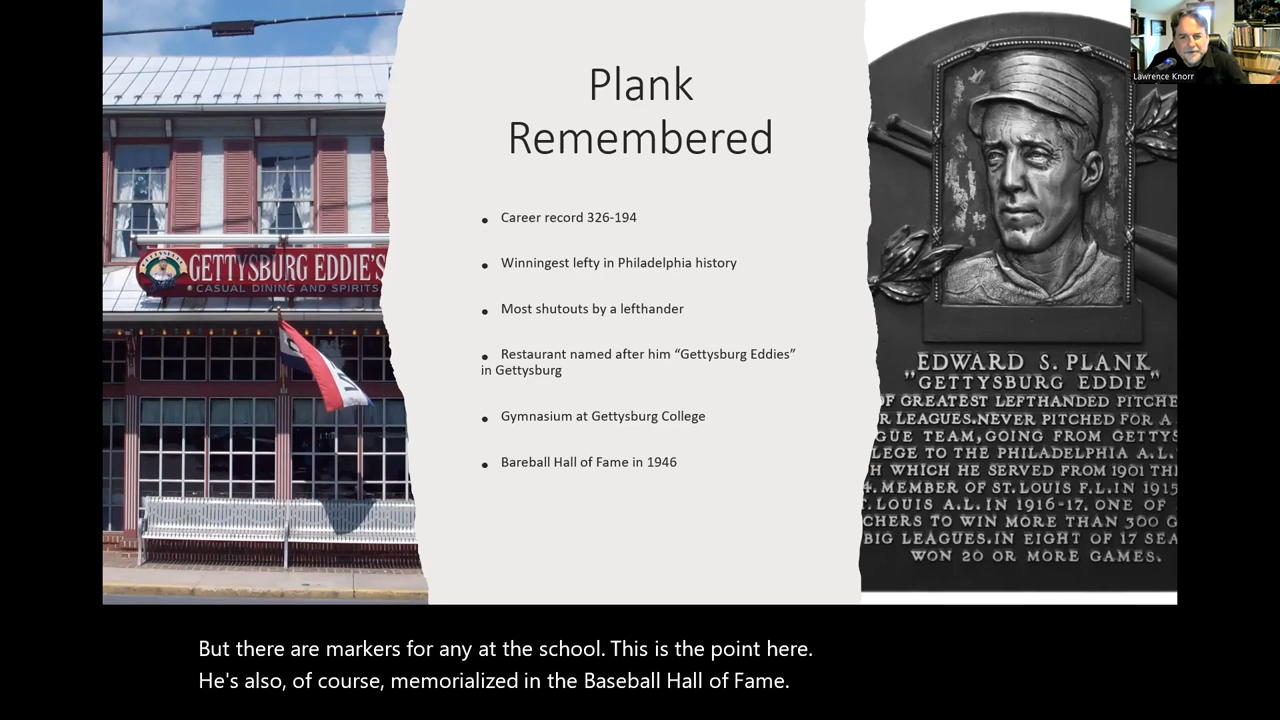 Lawrence Knorr
Plank
Remembered
• Career record 326-194
• Winningest lefty in Philadelphia history
• Most shutouts by a lefthander
• Restaurant named after him “Gettysburg Eddies”
in Gettysburg
• Gymnasium at Gettysburg College
• Bareball Hall of Fame in 1946
GETTYSBURG EDDIE'S
CASUAL DINING AND SPIRITS
EDWARD S. PLANK
"GETTYSBURG EDDIE"
OF GREATEST LEFTHANDED PITCHE
R LEAGUES. NEVER PITCHED FOR A
GUE TEAM, GOING FROM GETTYS
LEGE TO THE PHILADELPHIA A.L.
H WHICH HE SERVED FROM 1901 TH
4. MEMBER OF ST. LOUIS F.L. IN 1915
T. LOUIS A.L. IN 1916-17. ONE OF
CHERS TO WIN MORE THAN 300 G
BIG LEAGUES. IN EIGHT OF 17 SEA
WON 20 OR MORE GAMES.
But there are markers for any at the school. This is the point here.
He's also, of course, memorialized in the Baseball Hall of Fame.